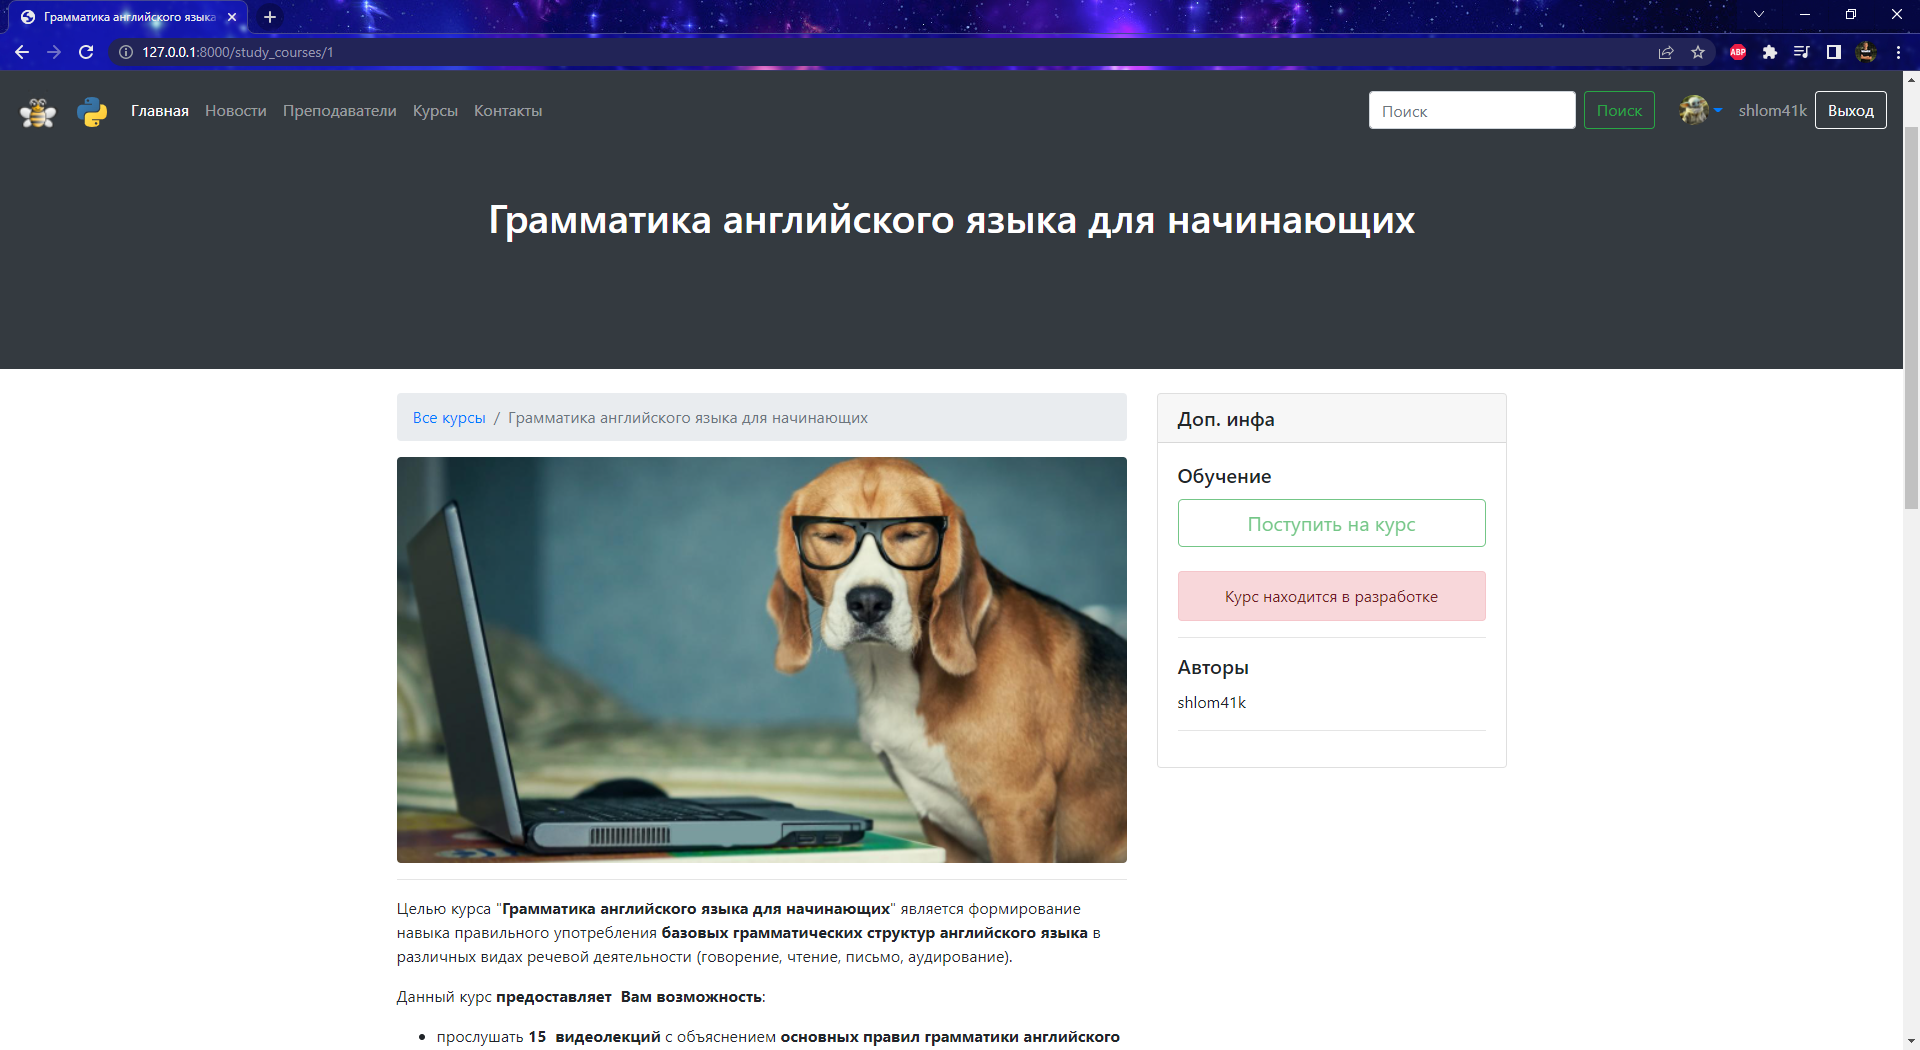 Грамматика английского языка
127.0.0.1:8000/study_courses/1
ABP
Главная Новости Преподаватели Курсы Контакты Поиск Поиск shlom41k Выход
Грамматика английского языка для начинающих
Все курсы / Грамматика английского языка для начинающих
Доп. инфа
Обучение
Поступить на курс
Курс находится в разработке
Авторы
shlom41k
Целью курса "Грамматика английского языка для начинающих" является формирование
навыка правильного употребления базовых грамматических структур английского языка в
различных видах речевой деятельности (говорение, чтение, письмо, аудирование).
Данный курс предоставляет  Вам возможность:
• прослушать 15  видеолекций с объяснением основных правил грамматики английского